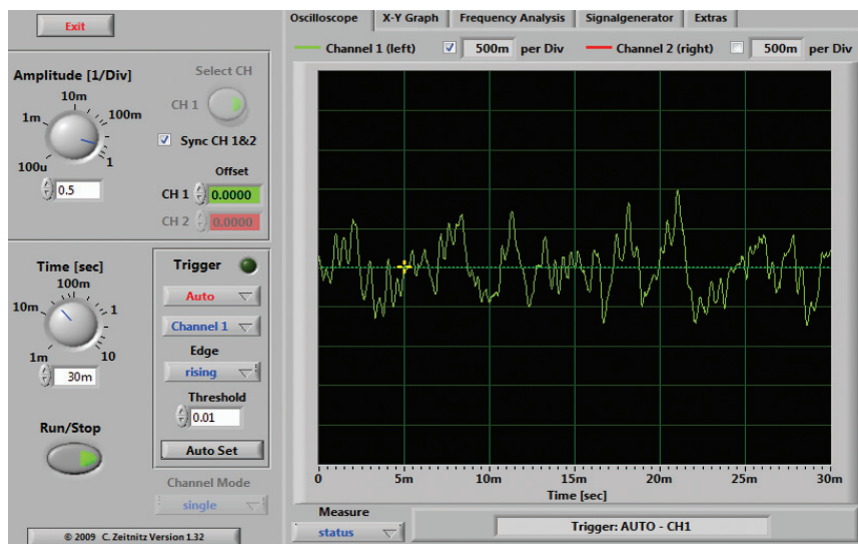 Exit
Amplitude [1/Div]
10m
1m
100m
100u
1
0.5
Select CH
CH 1
Sync CH 1&2
Offset
CH 1 0.0000
CH 2 0.0000
Time [sec]
100m
10m
1
1m
10
30m
Run/Stop
Trigger
Auto
Channel 1
Edge
rising
Threshold
0.01
Auto Set
Channel Mode
single
© 2009 C. Zeitnitz Version 1.32
Oscilloscope X-Y Graph Frequency Analysis Signalgenerator Extras
Channel 1 (left) 500m per Div Channel 2 (right) 500m per Div
0 5m 10m 15m 20m 25m 30m
Time [sec]
Measure
status
Trigger: AUTO - CH1